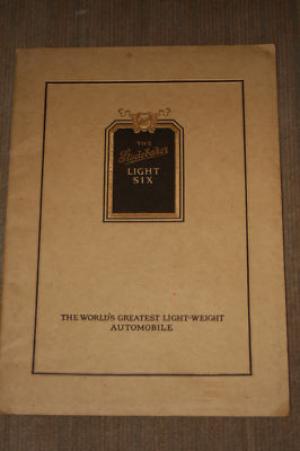 THE
Studebaker
LIGHT
SIX
THE WORLD'S GREATEST LIGHT-WEIGHT
AUTOMOBILE